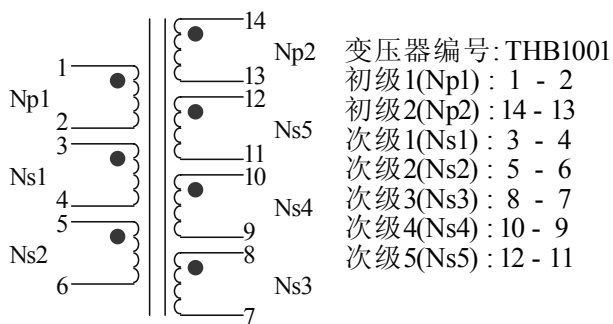 1
Np1
2
3
Ns1
4
5
Ns2
6
14
Np2
13
12
Ns5
11
10
Ns4
9
8
Ns3
7
变压器编号:THB1001
初级1(Np1) : 1 - 2
初级2(Np2) : 14 - 13
次级1(Ns1) : 3 - 4
次级2(Ns2) : 5 - 6
次级3(Ns3) : 8 - 7
次级4(Ns4) : 10 - 9
次级5(Ns5) : 12 - 11